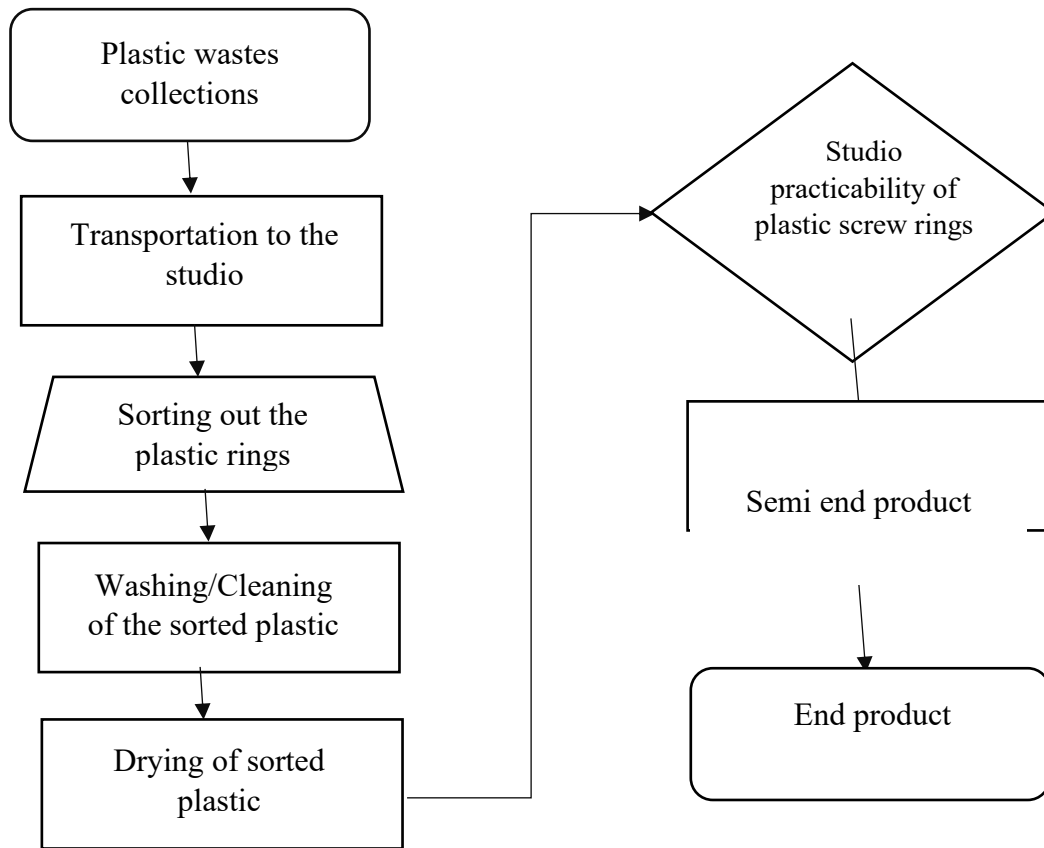 Plastic wastes
collections
Transportation to the
studio
Sorting out the
plastic rings
Washing/Cleaning
of the sorted plastic
Drying of sorted
plastic
Studio
practicability of
plastic screw rings
Semi end product
End product